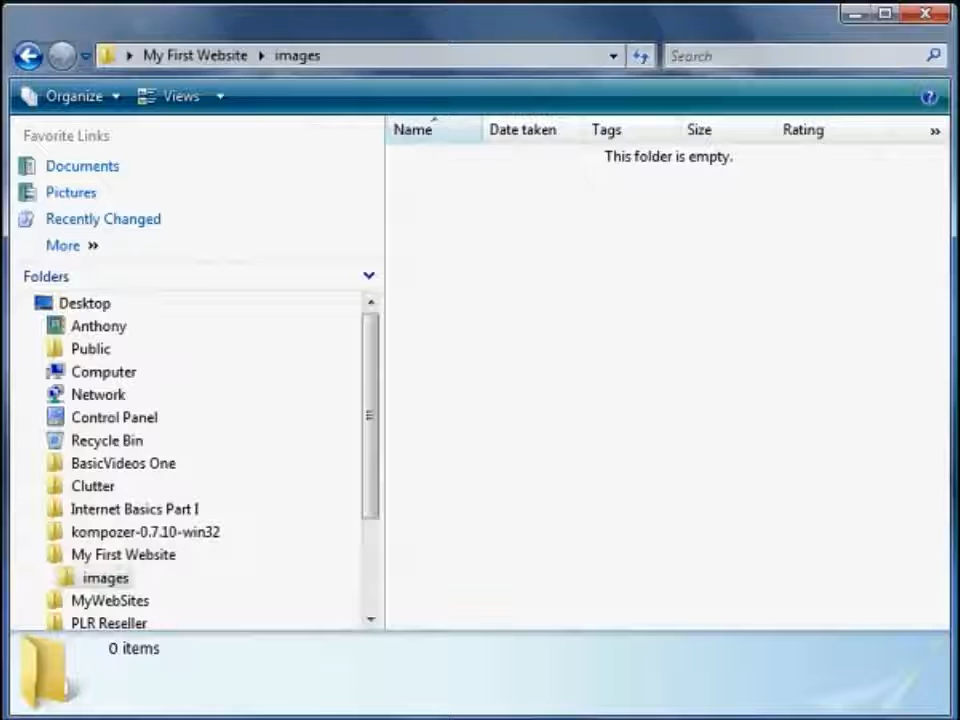 My First Website images
Search
Organize Views
Favorite Links
Documents
Pictures
Recently Changed
More »
Folders
Desktop
Anthony
Public
Computer
Network
Control Panel
Recycle Bin
BasicVideos One
Clutter
Internet Basics Part I
kompozer-0.7.10-win32
My First Website
images
MyWebSites
PLR Reseller
Name Date taken Tags Size Rating »
This folder is empty.
0 items